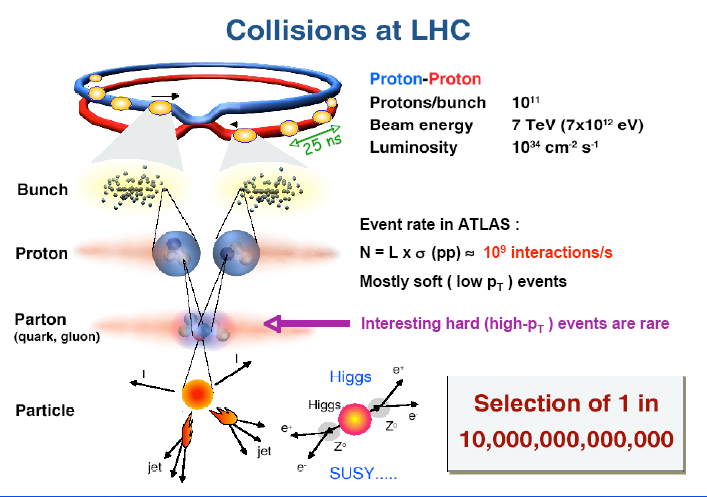 Collisions at LHC
Proton-Proton
Protons/bunch 10¹¹
Beam energy 7 TeV (7x10¹² eV)
Luminosity 10³⁴ cm⁻² s⁻¹
25 ns
Bunch
Event rate in ATLAS :
N = L x σ (pp) ≈ 10⁹ interactions/s
Mostly soft ( low p_T ) events
Proton
Parton
(quark, gluon)
Interesting hard (high-p_T ) events are rare
l
l
Particle
jet
jet
Higgs
e⁺
Higgs
e⁻
Z⁰
e⁺
Z⁰
e⁻
SUSY.....
Selection of 1 in
10,000,000,000,000